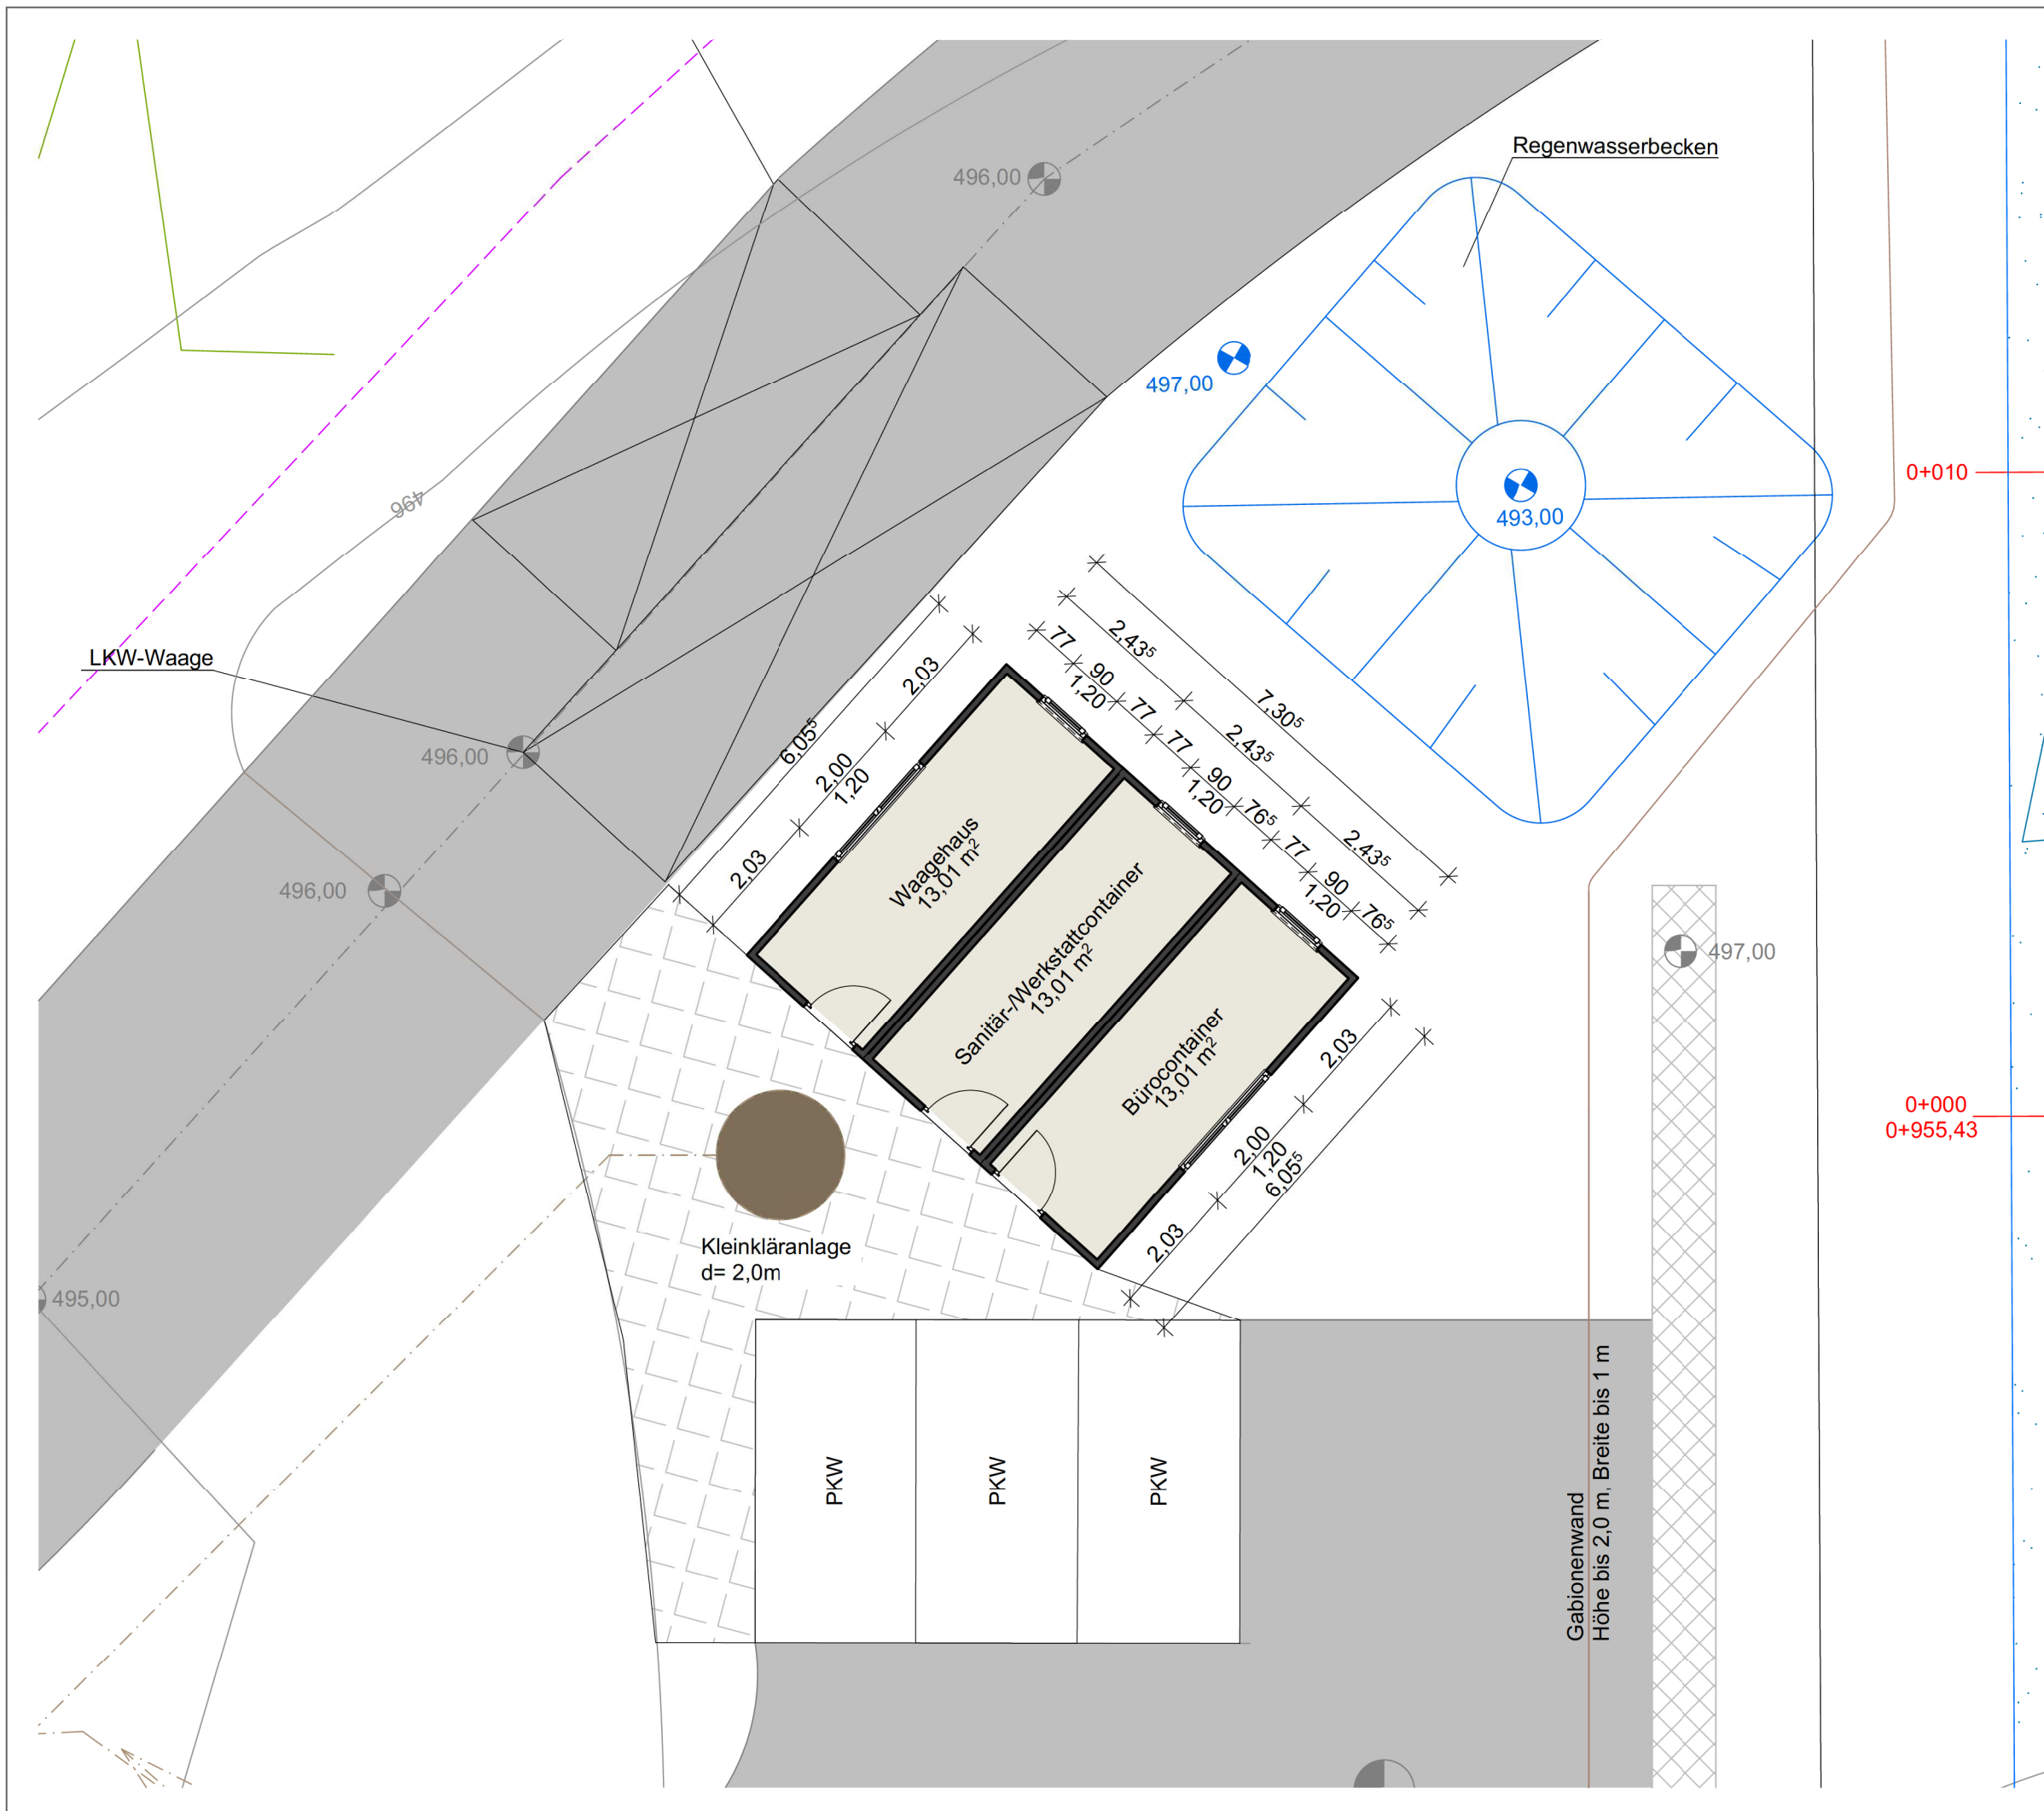 Regenwasserbecken
496,00
497,00
496
0+010
493,00
LKW-Waage
496,00
2,03
6,05⁵
2,00
1,20
2,03
77
90
1,20
77
77
90
1,20
76⁵
77
90
1,20
76⁵
2,43⁵
2,43⁵
2,43⁵
7,30⁵
Waagehaus
13,01 m²
Sanitär-/Werkstattcontainer
13,01 m²
Bürocontainer
13,01 m²
496,00
497,00
2,03
2,00
1,20
6,05⁵
2,03
0+000
0+955,43
Kleinkläranlage
d= 2,0m
495,00
PKW
PKW
PKW
Gabionenwand
Höhe bis 2,0 m, Breite bis 1 m